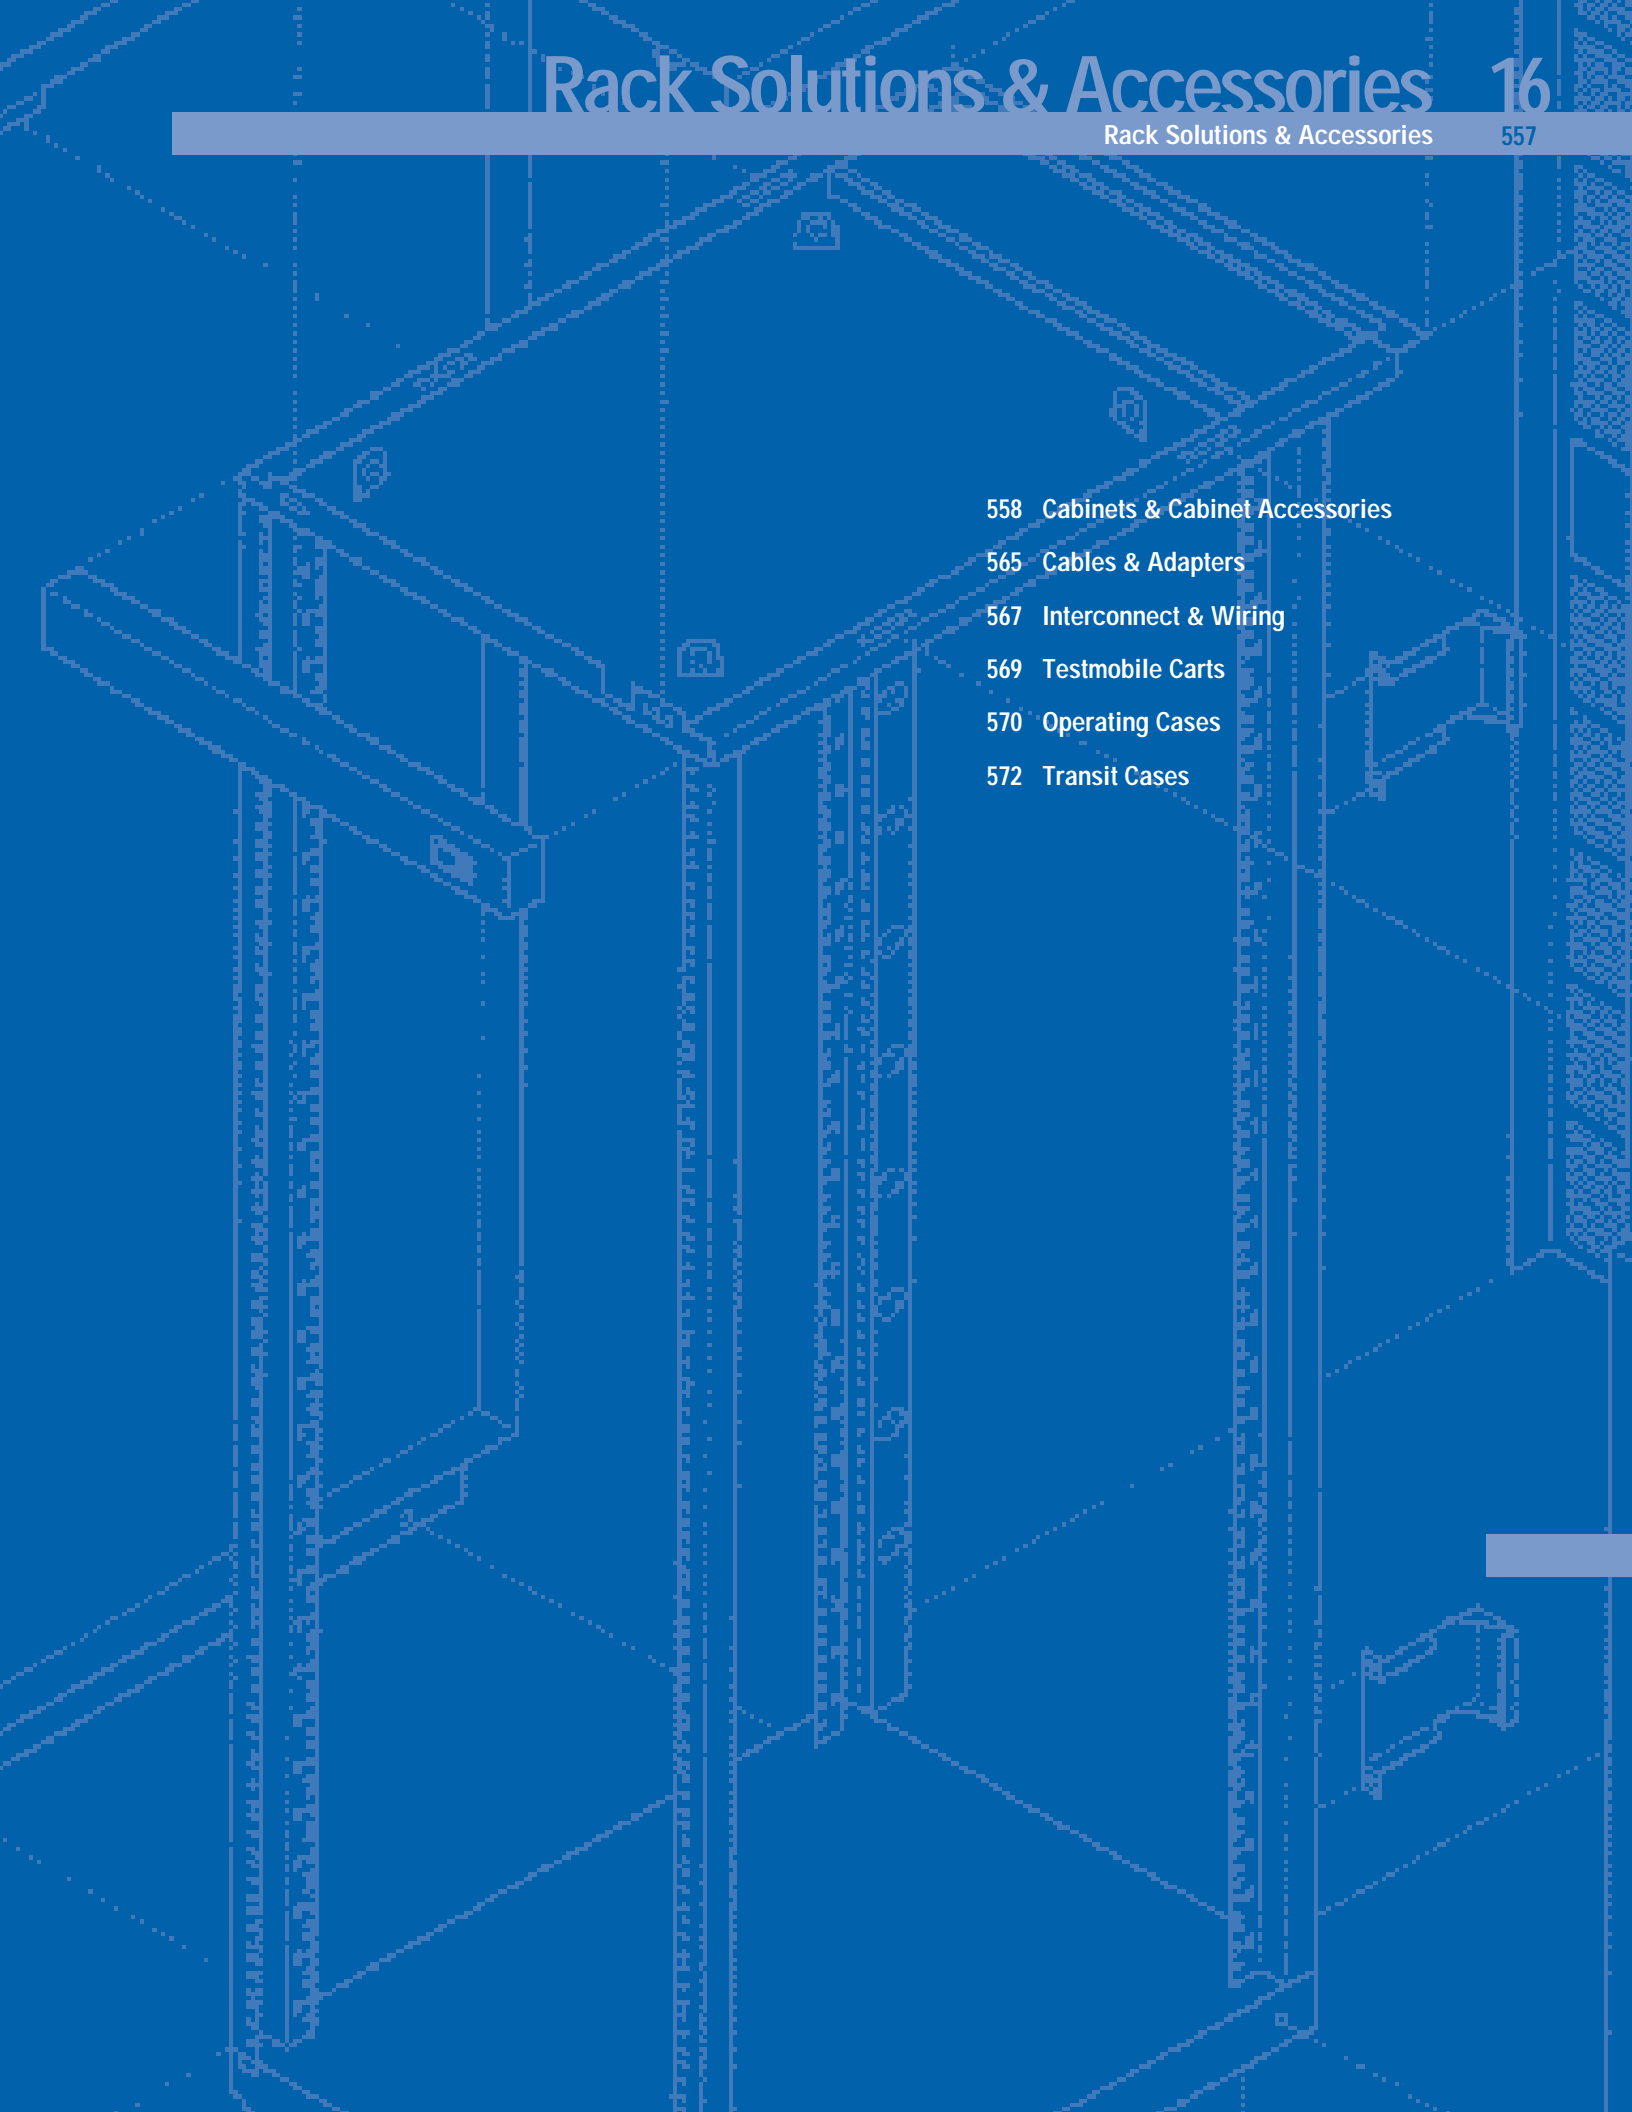 Rack Solutions & Accessories 16
Rack Solutions & Accessories 557
558 Cabinets & Cabinet Accessories
565 Cables & Adapters
567 Interconnect & Wiring
569 Testmobile Carts
570 Operating Cases
572 Transit Cases